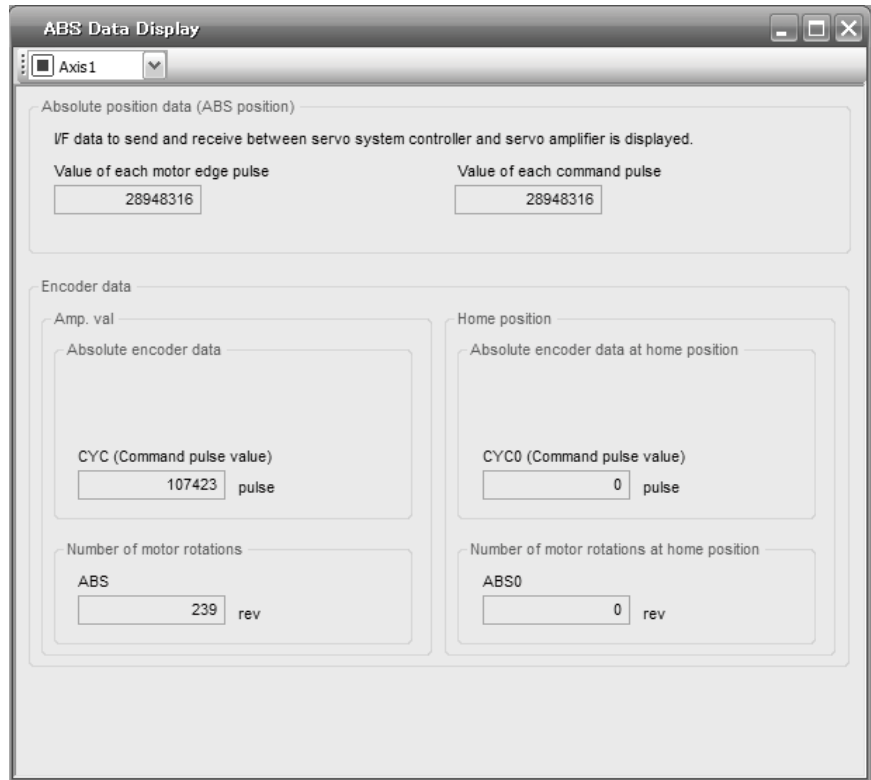 ABS Data Display
Axis1
Absolute position data (ABS position)
I/F data to send and receive between servo system controller and servo amplifier is displayed.
Value of each motor edge pulse
Value of each command pulse
28948316
28948316
Encoder data
Amp. val
Home position
Absolute encoder data
Absolute encoder data at home position
CYC (Command pulse value)
CYC0 (Command pulse value)
107423 pulse
0 pulse
Number of motor rotations
Number of motor rotations at home position
ABS
ABS0
239 rev
0 rev